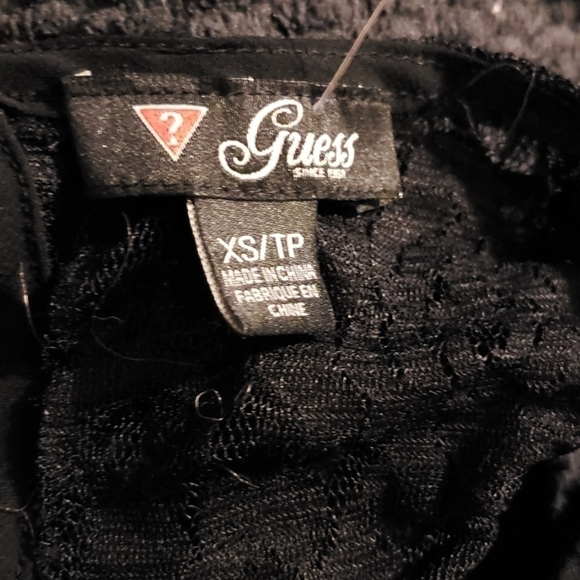 ?
Guess
SINCE 1981
XS/TP
MADE IN CHINA
FABRIQUE EN
CHINE